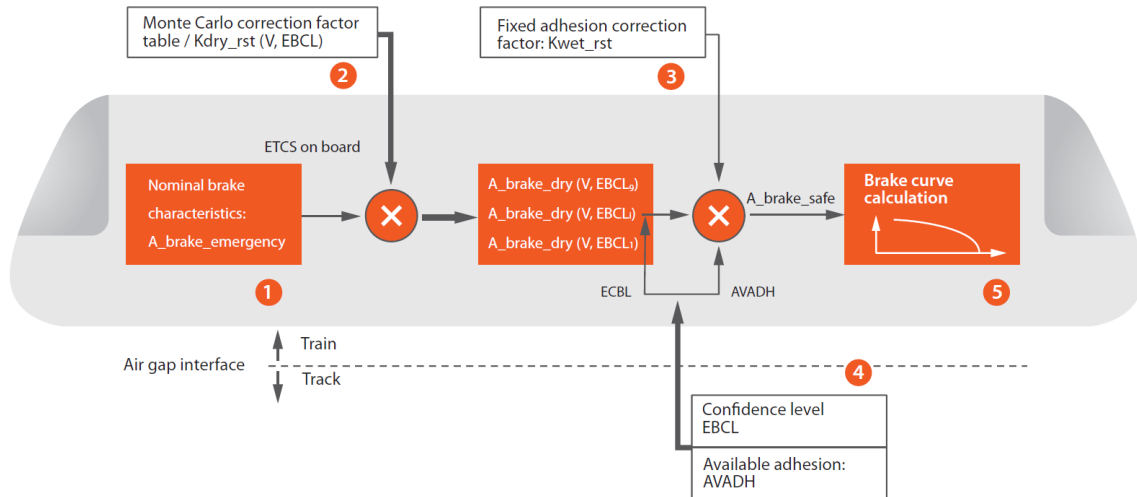 Monte Carlo correction factor
table / Kdry_rst (V, EBCL)
2
Fixed adhesion correction
factor: Kwet_rst
3
ETCS on board
Nominal brake
characteristics:
A_brake_emergency
1
A_brake_dry (V, EBCL₉)
A_brake_dry (V, EBCLᵢ)
A_brake_dry (V, EBCL₁)
A_brake_safe
Brake curve
calculation
5
ECBL
AVADH
Train
Air gap interface
Track
4
Confidence level
EBCL
Available adhesion:
AVADH